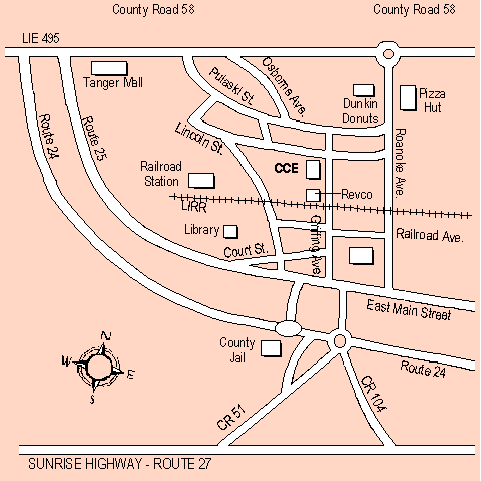 County Road 58
County Road 58
LIE 495
Osborne Ave.
Tanger Mall
Pulaski St.
Dunkin
Donuts
Pizza
Hut
Route 24
Route 25
Lincoln St.
Roanoke Ave.
CCE
Railroad
Station
Revco
LIRR
Library
Griffing Ave.
Railroad Ave.
Court St.
East Main Street
N
W
E
S
County
Jail
Route 24
CR 51
CR 104
SUNRISE HIGHWAY - ROUTE 27